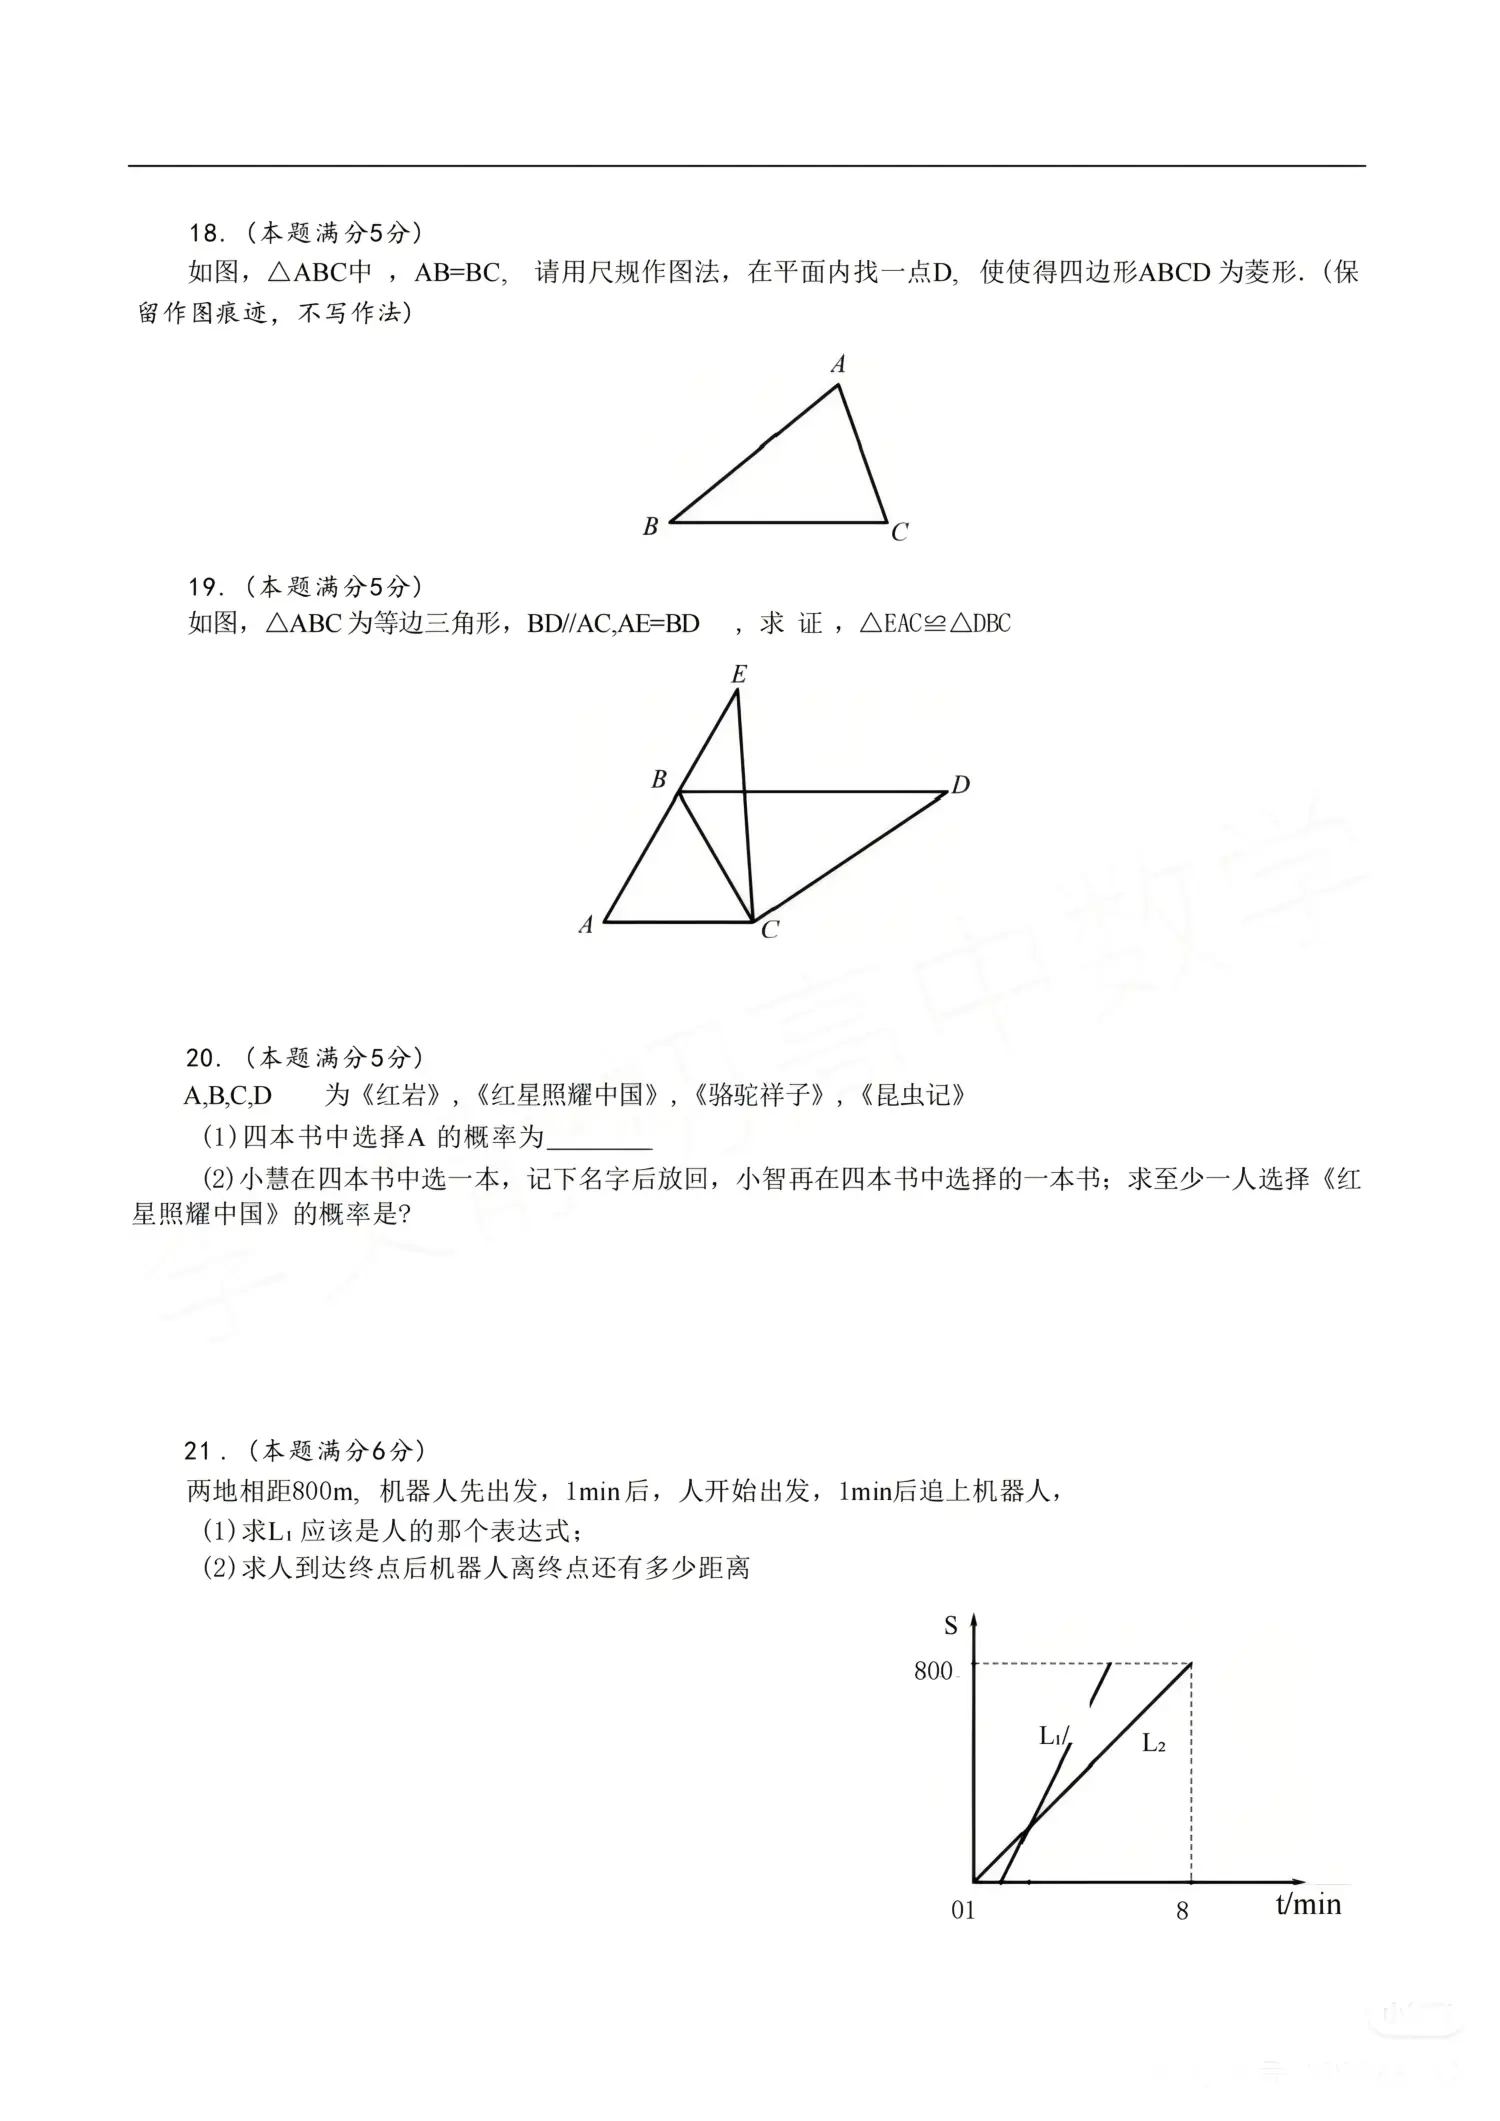 18. (本题满分5分)
如图，△ABC中 ，AB=BC, 请用尺规作图法，在平面内找一点D, 使使得四边形ABCD 为菱形. (保
留作图痕迹，不写作法)
A
B
C
19. (本题满分5分)
如图，△ABC 为等边三角形，BD//AC,AE=BD ，求 证 ，△EAC≌△DBC
E
B
D
A
C
20. (本题满分5分)
A,B,C,D 为《红岩》,《红星照耀中国》,《骆驼祥子》,《昆虫记》
(1)四本书中选择A 的概率为______
(2)小慧在四本书中选一本，记下名字后放回，小智再在四本书中选择的一本书；求至少一人选择《红
星照耀中国》的概率是?
21 . (本题满分6分)
两地相距800m, 机器人先出发，1min 后，人开始出发，1min后追上机器人，
(1)求L₁ 应该是人的那个表达式；
(2)求人到达终点后机器人离终点还有多少距离
S
800
L₁/
L₂
01
8
t/min
高中数学